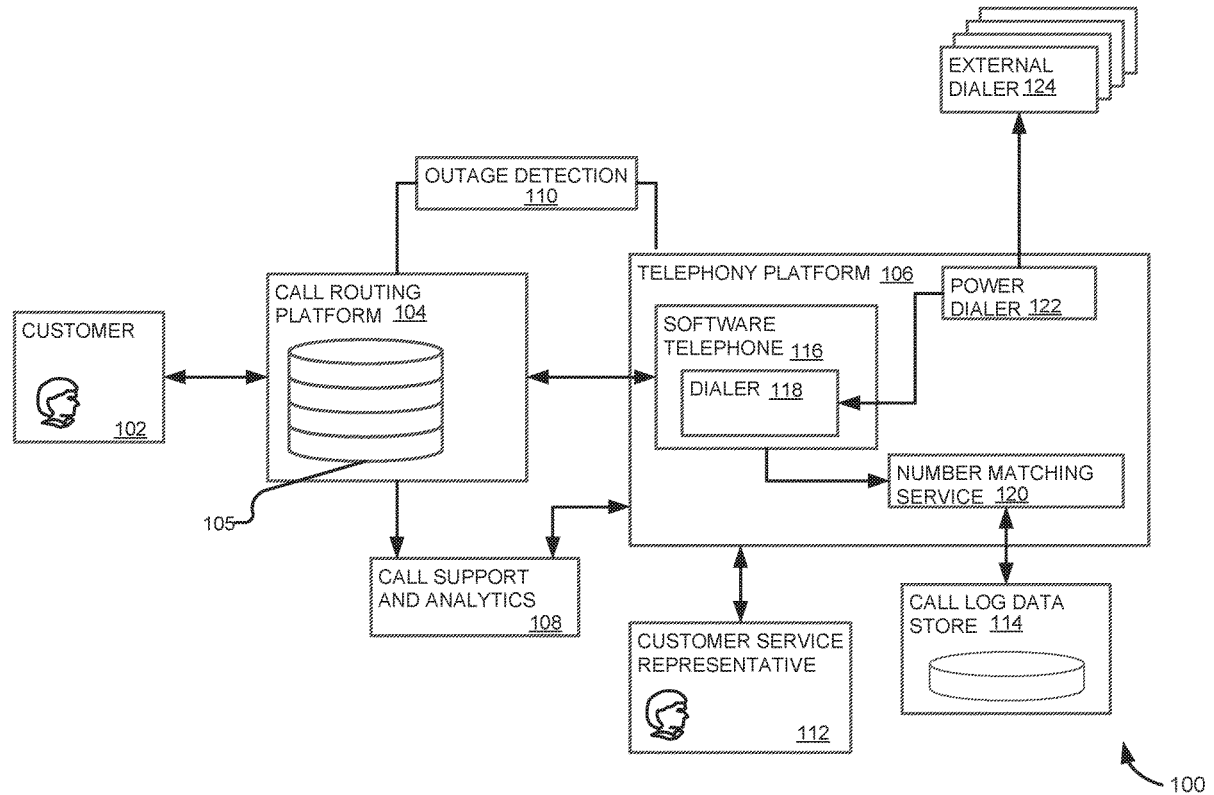 EXTERNAL
DIALER 124
OUTAGE DETECTION
110
TELEPHONY PLATFORM 106
POWER
DIALER 122
CALL ROUTING
PLATFORM 104
SOFTWARE
TELEPHONE 116
DIALER 118
CUSTOMER
102
NUMBER MATCHING
SERVICE 120
105
CALL SUPPORT
AND ANALYTICS
108
CALL LOG DATA
STORE 114
CUSTOMER SERVICE
REPRESENTATIVE
112
100